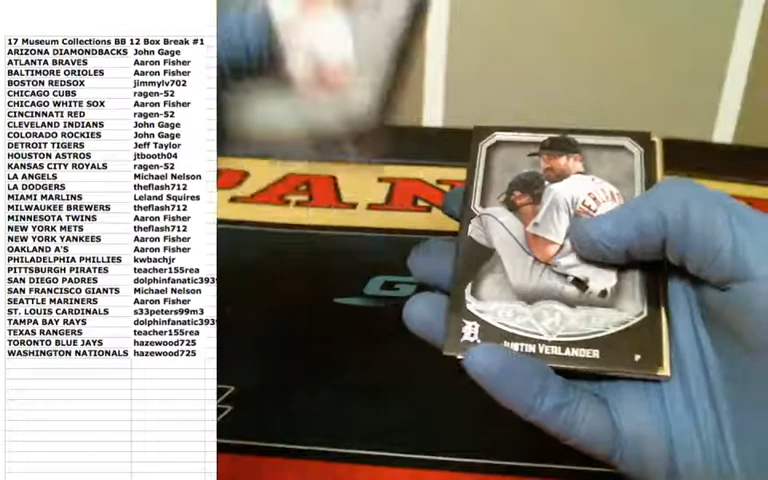 17 Museum Collections BB 12 Box Break #1
ARIZONA DIAMONDBACKS John Gage
ATLANTA BRAVES Aaron Fisher
BALTIMORE ORIOLES Aaron Fisher
BOSTON REDSOX jimmylv702
CHICAGO CUBS ragen-52
CHICAGO WHITE SOX Aaron Fisher
CINCINNATI RED ragen-52
CLEVELAND INDIANS John Gage
COLORADO ROCKIES John Gage
DETROIT TIGERS Jeff Taylor
HOUSTON ASTROS jtbooth04
KANSAS CITY ROYALS ragen-52
LA ANGELS Michael Nelson
LA DODGERS theflash712
MIAMI MARLINS Leland Squires
MILWAUKEE BREWERS theflash712
MINNESOTA TWINS Aaron Fisher
NEW YORK METS theflash712
NEW YORK YANKEES Aaron Fisher
OAKLAND A'S Aaron Fisher
PHILADELPHIA PHILLIES kwbachjr
PITTSBURGH PIRATES teacher155rea
SAN DIEGO PADRES dolphinfanatic393
SAN FRANCISCO GIANTS Michael Nelson
SEATTLE MARINERS Aaron Fisher
ST. LOUIS CARDINALS s33peters99m3
TAMPA BAY RAYS dolphinfanatic393
TEXAS RANGERS teacher155rea
TORONTO BLUE JAYS hazewood725
WASHINGTON NATIONALS hazewood725
PAN
G
D
JUSTIN VERLANDER P